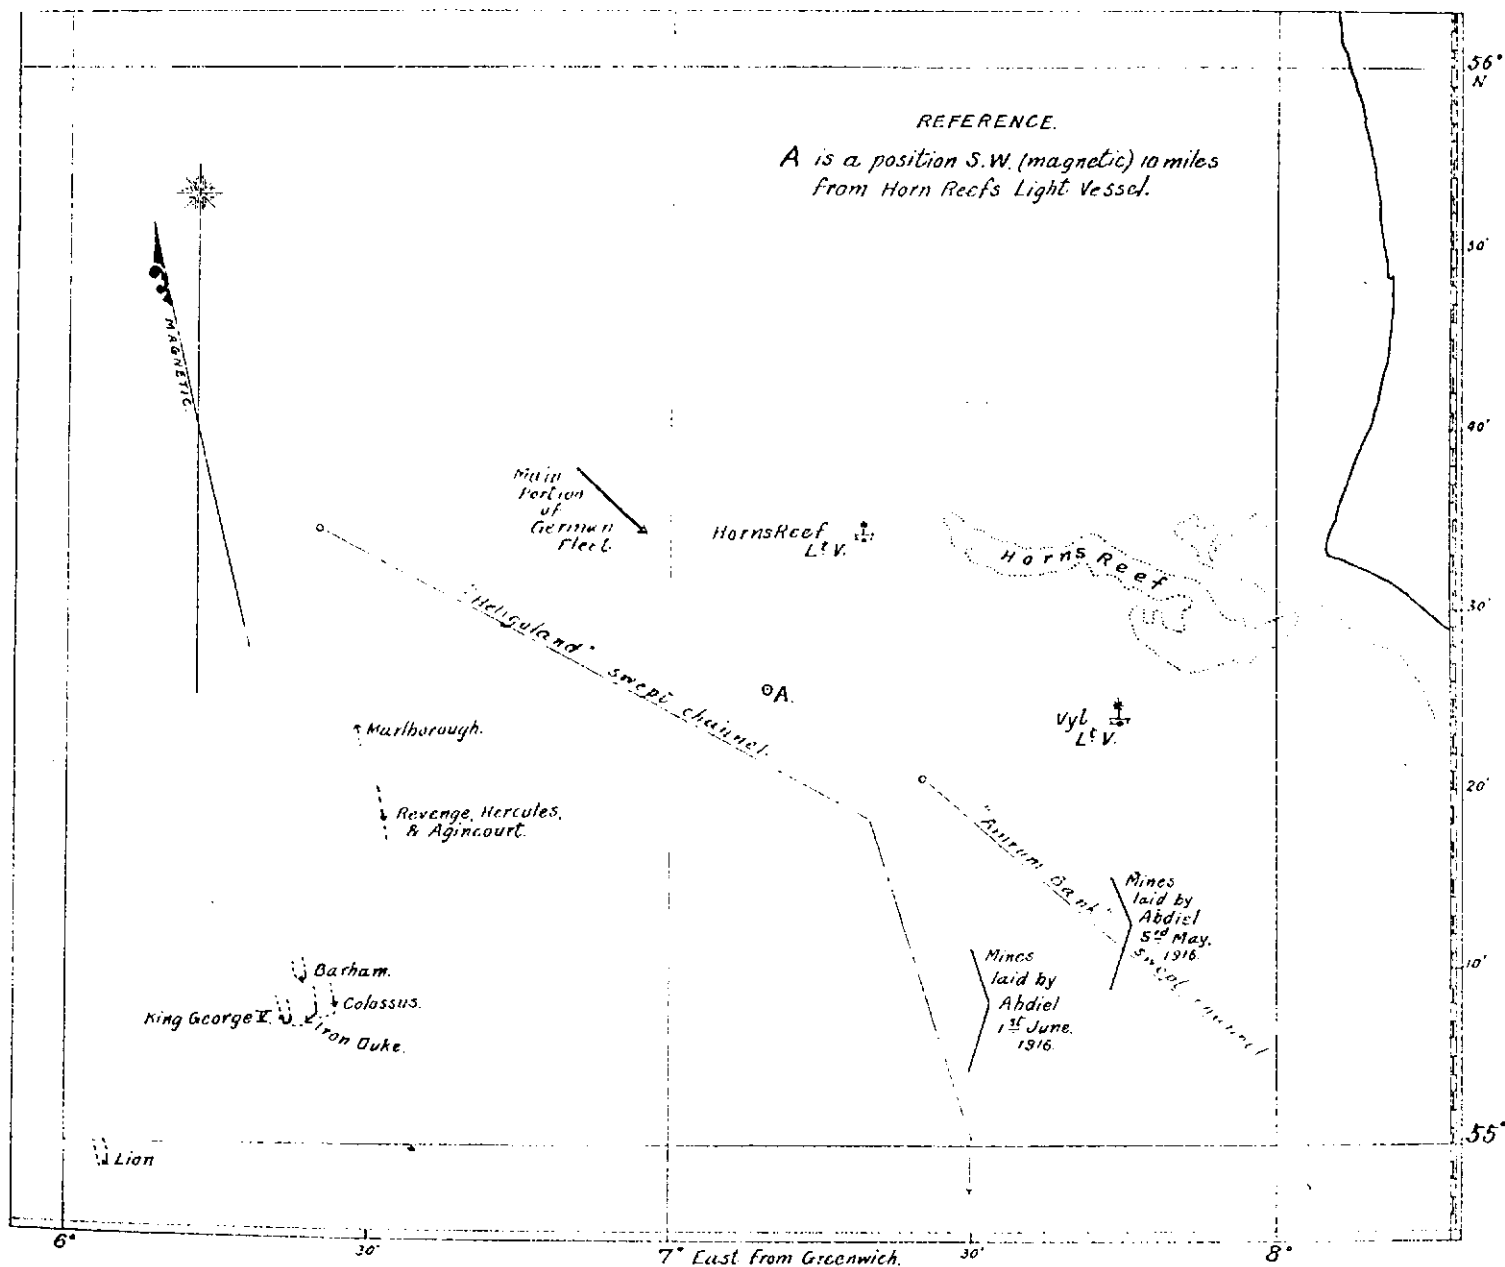 56°
N
REFERENCE.
A is a position S.W. (magnetic) 10 miles
from Horn Reefs Light Vessel.
50'
MAGNETIC.
40'
Main
Portion
of
German
Fleet.
Horns Reef
Lt. V.
Horns Reef
30'
"Heligoland" swept channel.
A.
Vyl
Lt. V.
Marlborough.
20'
Revenge, Hercules,
& Agincourt.
"Amrum Bank"
swept channel
Mines
laid by
Abdiel
3rd May.
1916.
Mines
laid by
Abdiel
1st June.
1916.
10'
Barham.
Colossus.
King George V.
Iron Duke.
55°
Lion
6°
30'
7° East from Greenwich.
30'
8°